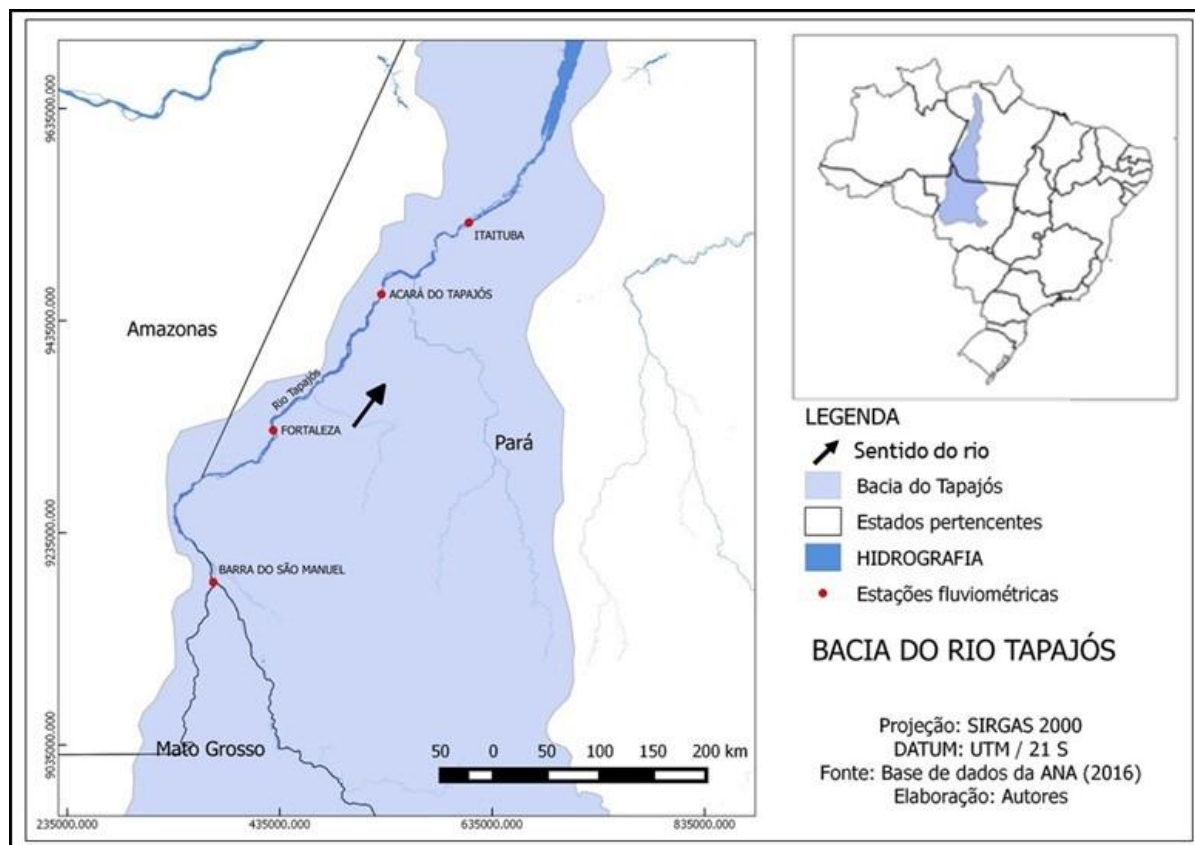 9635000.000
9435000.000
9235000.000
9035000.000
ITAITUBA
ACARÁ DO TAPAJÓS
Amazonas
Rio Tapajós
FORTALEZA
Pará
BARRA DO SÃO MANUEL
Mato Grosso
50 0 50 100 150 200 km
235000.000 435000.000 635000.000 835000.000
LEGENDA
Sentido do rio
Bacia do Tapajós
Estados pertencentes
HIDROGRAFIA
Estações fluviométricas
BACIA DO RIO TAPAJÓS
Projeção: SIRGAS 2000
DATUM: UTM / 21 S
Fonte: Base de dados da ANA (2016)
Elaboração: Autores